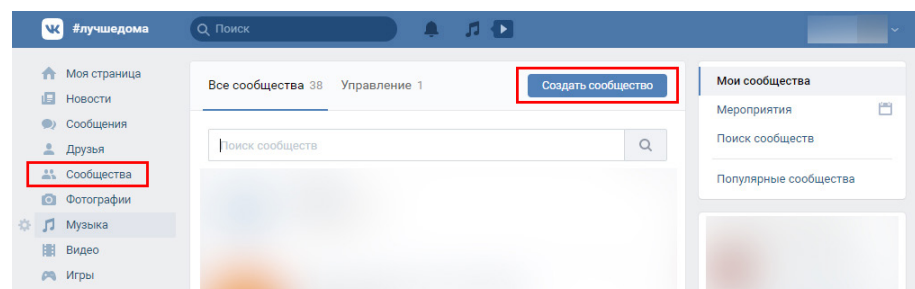 #лучшедома
Поиск
Моя страница
Новости
Сообщения
Друзья
Сообщества
Фотографии
Музыка
Видео
Игры
Все сообщества 38 Управление 1
Создать сообщество
Поиск сообществ
Мои сообщества
Мероприятия
Поиск сообществ
Популярные сообщества